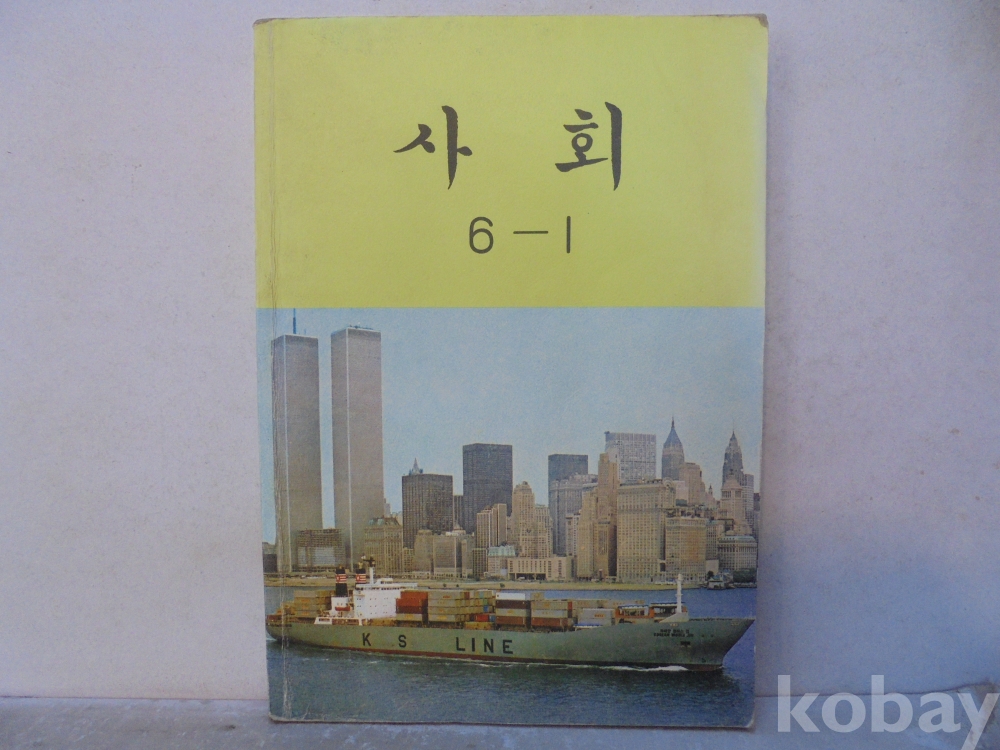 사 회
6-1
K S LINE
kobay